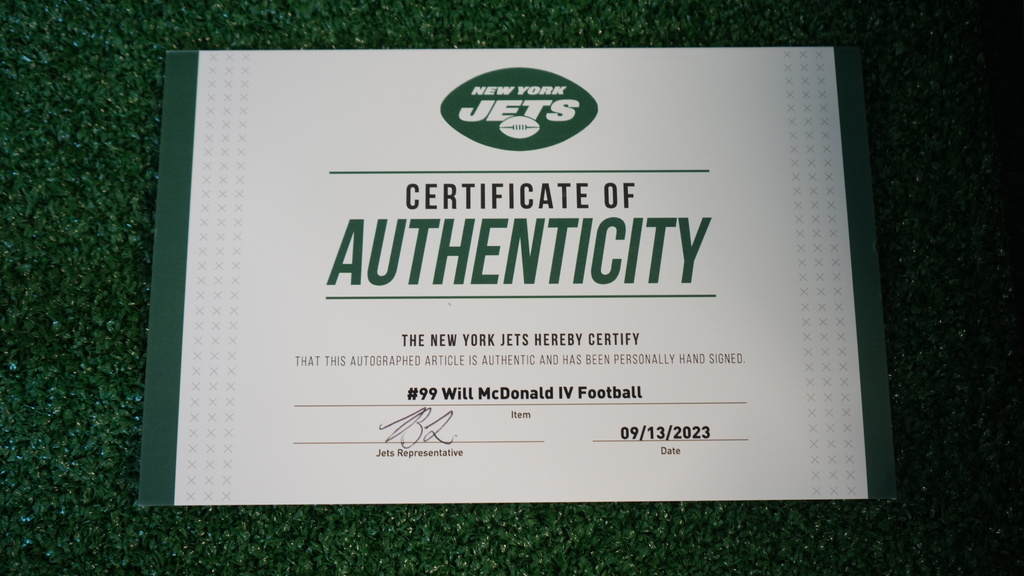 NEW YORK
JETS
CERTIFICATE OF
AUTHENTICITY
THE NEW YORK JETS HEREBY CERTIFY
THAT THIS AUTOGRAPHED ARTICLE IS AUTHENTIC AND HAS BEEN PERSONALLY HAND SIGNED.
#99 Will McDonald IV Football
Item
09/13/2023
Jets Representative
Date